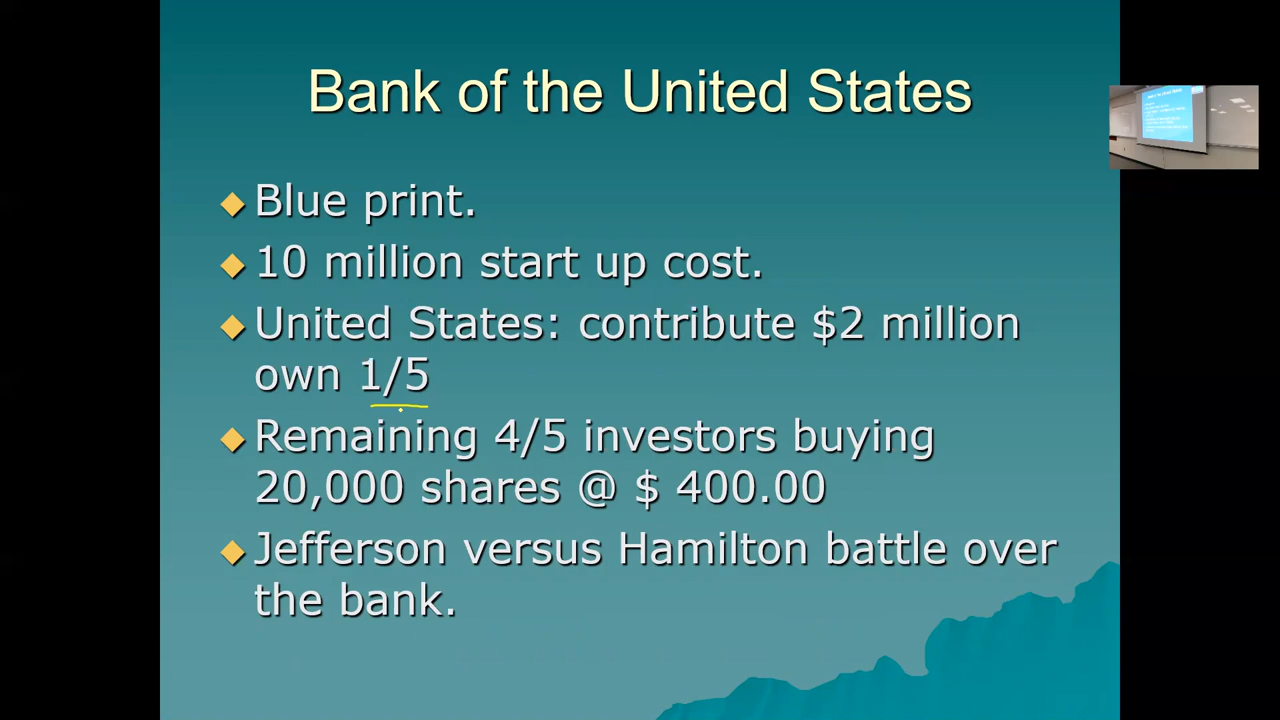 Bank of the United States
Blue print.
10 million start up cost.
United States: contribute $2 million
own 1/5
Remaining 4/5 investors buying
20,000 shares @ $ 400.00
Jefferson versus Hamilton battle over
the bank.